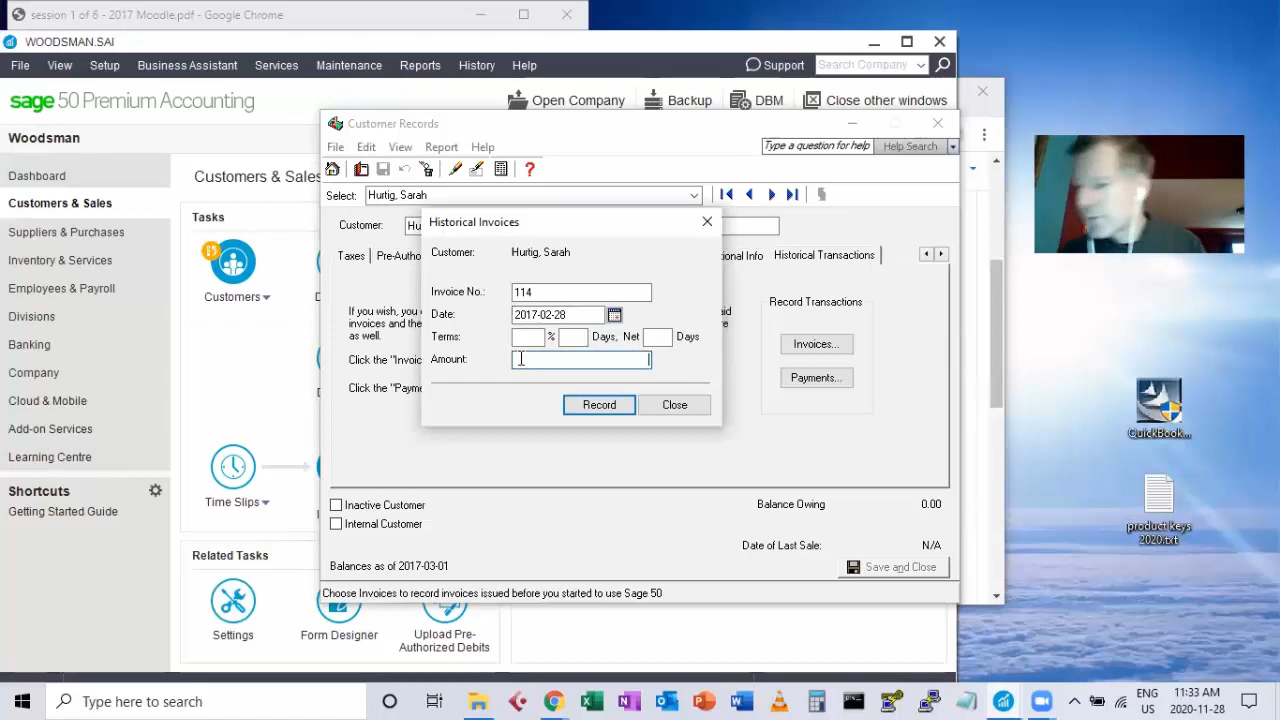 session 1 of 6 - 2017 Moodle.pdf - Google Chrome
WOODSMAN.SAI
File View Setup Business Assistant Services Maintenance Reports History Help
Support
Search Company
sage 50 Premium Accounting
Open Company
Backup
DBM
Close other windows
Woodsman
Dashboard
Customers & Sales
Suppliers & Purchases
Inventory & Services
Employees & Payroll
Divisions
Banking
Company
Cloud & Mobile
Add-on Services
Learning Centre
Shortcuts
Getting Started Guide
Customers & Sales
Tasks
Customers
Time Slips
Related Tasks
Settings
Form Designer
Upload Pre-
Authorized Debits
Customer Records
File Edit View Report Help
Type a question for help
Help Search
Select: Hurtig, Sarah
Customer: Hu
Taxes
Pre-Autho
onal Info
Historical Transactions
If you wish, you c
invoices and the
as well.
Click the "Invoic
Click the "Payme
aid
Record Transactions
Invoices...
Payments...
Historical Invoices
Customer: Hurtig, Sarah
Invoice No.: 114
Date: 2017-02-28
Terms: % Days, Net Days
Amount:
Record
Close
Inactive Customer
Internal Customer
Balance Owing 0.00
Date of Last Sale: N/A
Balances as of 2017-03-01
Save and Close
Choose Invoices to record invoices issued before you started to use Sage 50
QuickBook...
product keys
2020.txt
Type here to search
ENG
US
11:33 AM
2020-11-28